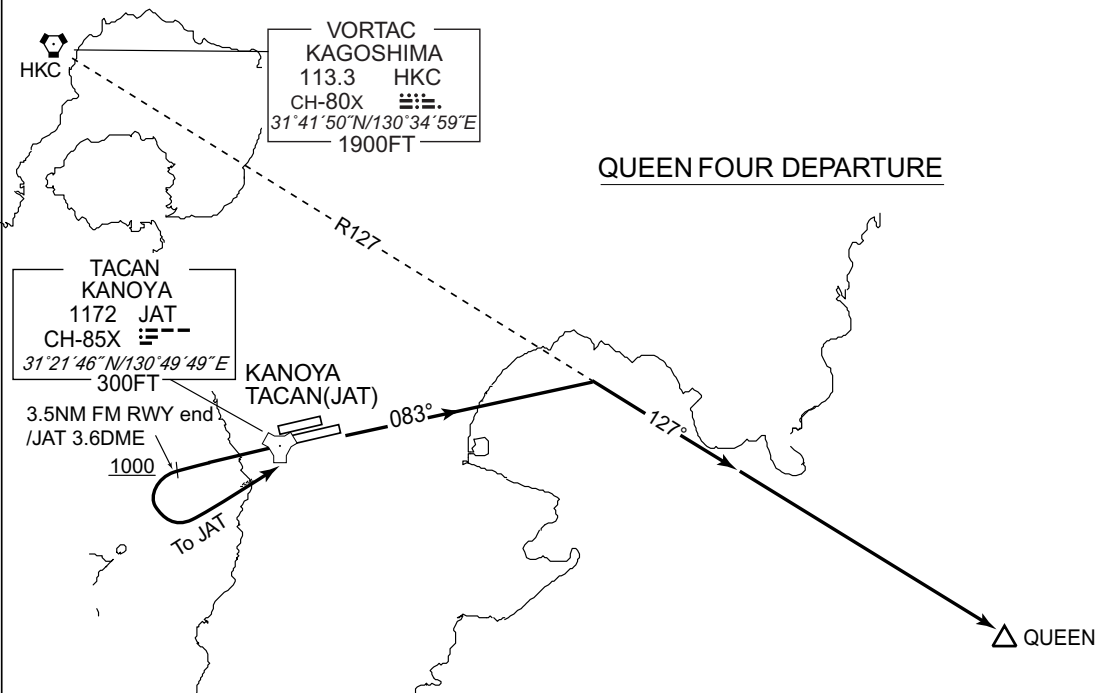 HKC
VORTAC
KAGOSHIMA
113.3 HKC
CH-80X
31°41´50˝N/130°34´59˝E
1900FT
QUEEN FOUR DEPARTURE
R127
TACAN
KANOYA
1172 JAT
CH-85X
31°21´46˝N/130°49´49˝E
300FT
KANOYA
TACAN(JAT)
3.5NM FM RWY end
/JAT 3.6DME
1000
To JAT
083°
127°
QUEEN